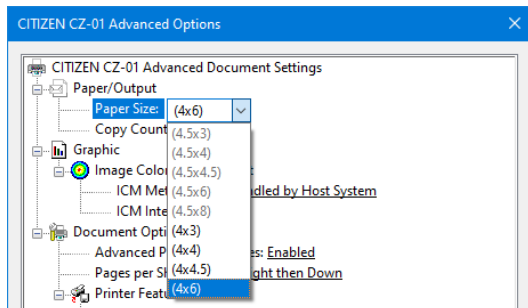 CITIZEN CZ-01 Advanced Options
CITIZEN CZ-01 Advanced Document Settings
Paper/Output
Paper Size: (4x6)
Copy Count
(4.5x3)
(4.5x4)
(4.5x4.5)
(4.5x6)
(4.5x8)
(4x3)
(4x4)
(4x4.5)
(4x6)
Graphic
Image Color
ICM Met ndled by Host System
ICM Inte
Document Opti
Advanced P es: Enabled
Pages per Sh ght then Down
Printer Featu